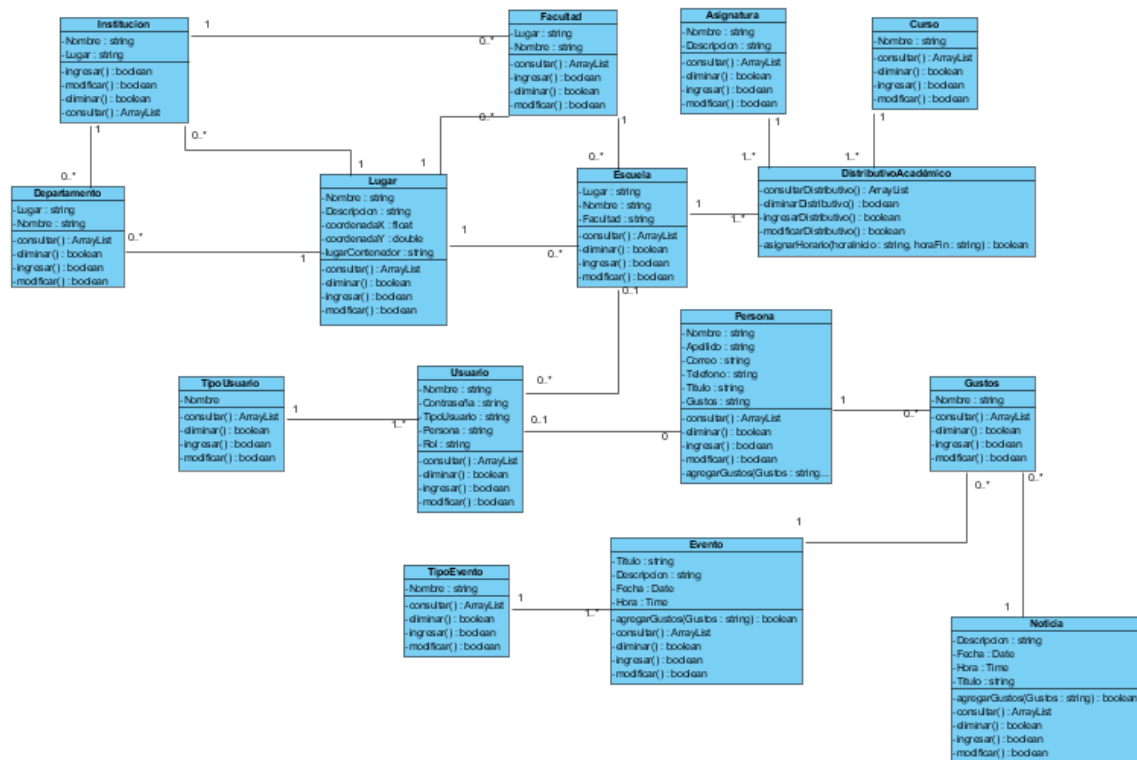 Institucion
-Nombre : string
-Lugar : string
-ingresar() : boolean
-modificar() : boolean
-eliminar() : boolean
-consultar() : ArrayList
1
0..*
Facultad
-Lugar : string
-Nombre : string
-consultar() : ArrayList
-ingresar() : boolean
-eliminar() : boolean
-modificar() : boolean
Asignatura
-Nombre : string
-Descripcion : string
-consultar() : ArrayList
-eliminar() : boolean
-ingresar() : boolean
-modificar() : boolean
Curso
-Nombre : string
-consultar() : ArrayList
-eliminar() : boolean
-ingresar() : boolean
-modificar() : boolean
1
0..*
0..*
1
1
0..*
1
0..*
1
1..*
1
1..*
Departamento
-Lugar : string
-Nombre : string
-consultar() : ArrayList
-eliminar() : boolean
-ingresar() : boolean
-modificar() : boolean
0..*
1
Lugar
-Nombre : string
-Descripcion : string
-coordenadaX : float
-coordenadaY : double
-lugarContenedor : string
-consultar() : ArrayList
-eliminar() : boolean
-ingresar() : boolean
-modificar() : boolean
1
0..*
Escuela
-Lugar : string
-Nombre : string
-Facultad : string
-consultar() : ArrayList
-eliminar() : boolean
-ingresar() : boolean
-modificar() : boolean
1
1..*
DistributivoAcadémico
-consultarDistributivo() : ArrayList
-eliminarDistributivo() : boolean
-ingresarDistributivo() : boolean
-modificarDistributivo() : boolean
-asignarHorario(horaInicio : string, horaFin : string) : boolean
0..1
0..*
TipoUsuario
-Nombre
-consultar() : ArrayList
-eliminar() : boolean
-ingresar() : boolean
-modificar() : boolean
1
1..*
Usuario
-Nombre : string
-Contraseña : string
-TipoUsuario : string
-Persona : string
-Rol : string
-consultar() : ArrayList
-eliminar() : boolean
-ingresar() : boolean
-modificar() : boolean
0..1
0
Persona
-Nombre : string
-Apellido : string
-Correo : string
-Telefono : string
-Titulo : string
-Gustos : string
-consultar() : ArrayList
-eliminar() : boolean
-ingresar() : boolean
-modificar() : boolean
-agregarGustos(Gustos : string...
1
0..*
Gustos
-Nombre : string
-consultar() : ArrayList
-eliminar() : boolean
-ingresar() : boolean
-modificar() : boolean
0..*
0..*
1
1
TipoEvento
-Nombre : string
-consultar() : ArrayList
-eliminar() : boolean
-ingresar() : boolean
-modificar() : boolean
1
1..*
Evento
-Titulo : string
-Descripcion : string
-Fecha : Date
-Hora : Time
-agregarGustos(Gustos : string) : boolean
-consultar() : ArrayList
-eliminar() : boolean
-ingresar() : boolean
-modificar() : boolean
Noticia
-Descripcion : string
-Fecha : Date
-Hora : Time
-Titulo : string
-agregarGustos(Gustos : string) : boolean
-consultar() : ArrayList
-eliminar() : boolean
-ingresar() : boolean
-modificar() : boolean